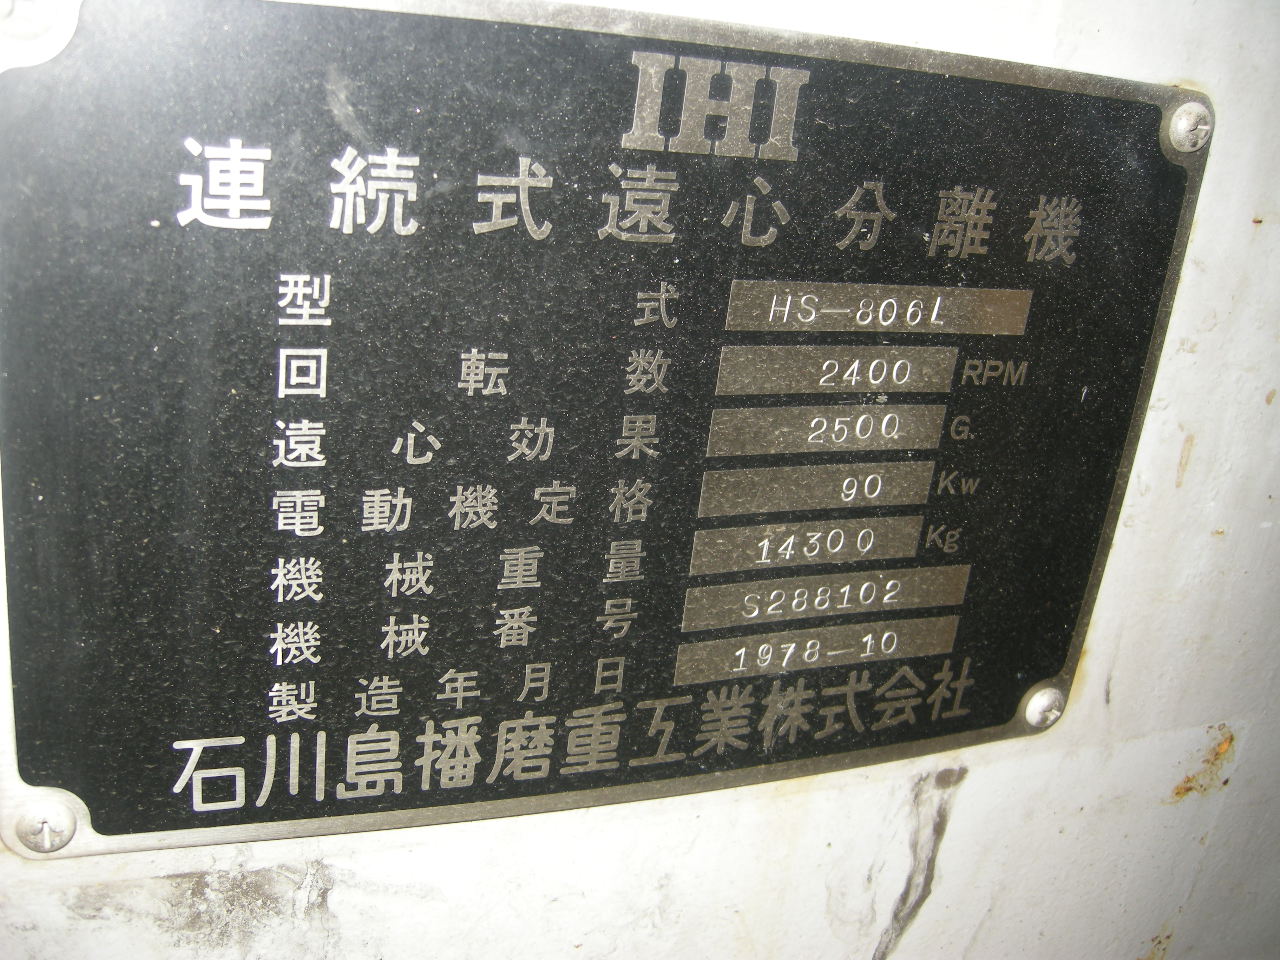 IHI
連続式遠心分離機
型式 HS-806L
回転数 2400 RPM
遠心効果 2500 G.
電動機定格 90 Kw
機械重量 14300 Kg
機械番号 S288102
製造年月日 1978-10
石川島播磨重工業株式会社